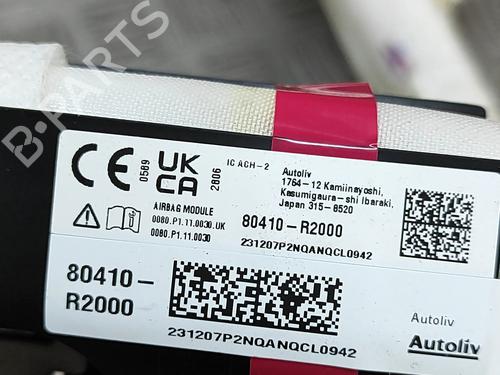 B-PARTS
CE
0589
UK
CA
2806
IC ACH-2
Autoliv
1764-12 Kamiinayoshi,
Kasumigaura-shi Ibaraki,
Japan 315-8520
AIRBAG MODULE
0080.P1.11.0030.UK
0080.P1.11.0030
80410-R2000
231207P2NQANQCL0942
80410-
R2000
231207P2NQANQCL0942
Autoliv
Autoliv